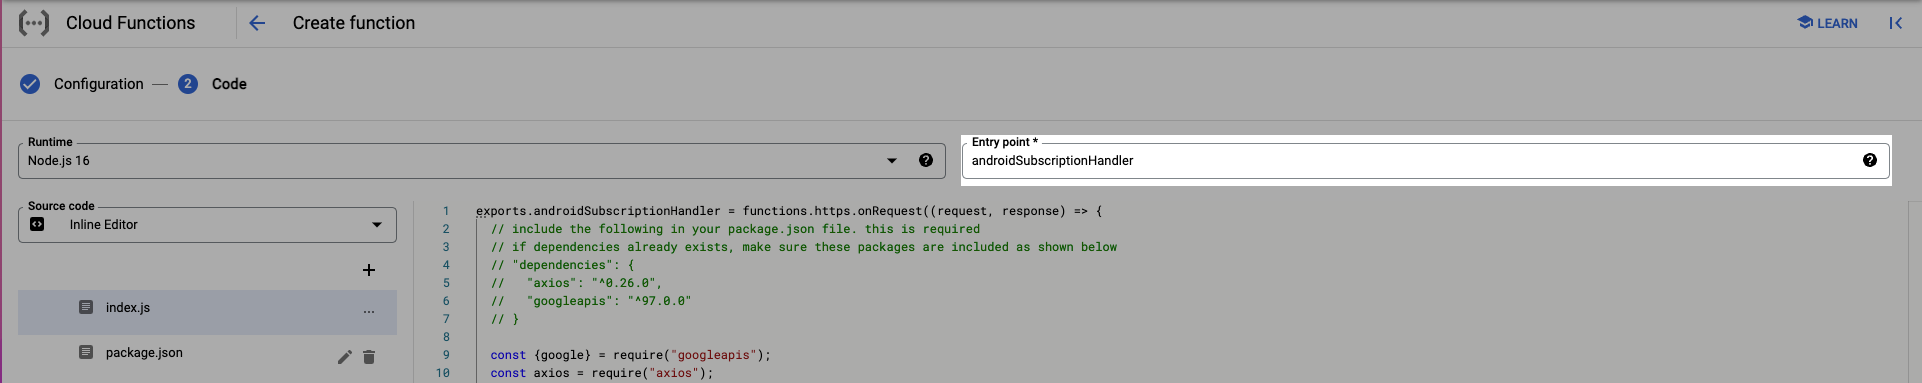 Cloud Functions
Create function
LEARN
Configuration
2 Code
Runtime
Node.js 16
Entry point *
androidSubscriptionHandler
Source code
Inline Editor
index.js
...
package.json
1 exports.androidSubscriptionHandler = functions.https.onRequest((request, response) => {
2 // include the following in your package.json file. this is required
3 // if dependencies already exists, make sure these packages are included as shown below
4 // "dependencies": {
5 //   "axios": "^0.26.0",
6 //   "googleapis": "^97.0.0"
7 // }
8
9 const {google} = require("googleapis");
10 const axios = require("axios");